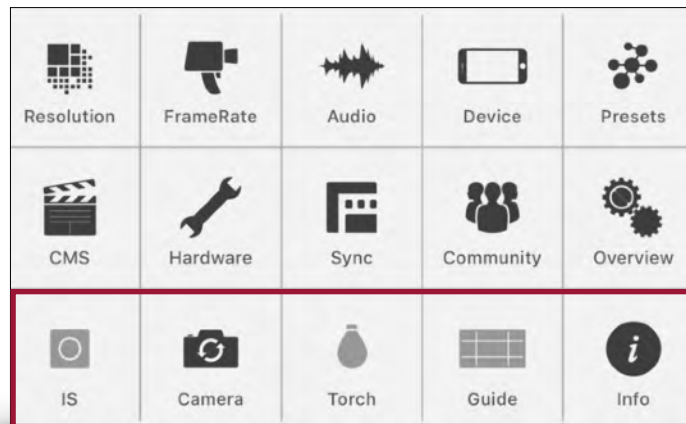 Resolution FrameRate Audio Device Presets
CMS Hardware Sync Community Overview
IS Camera Torch Guide Info